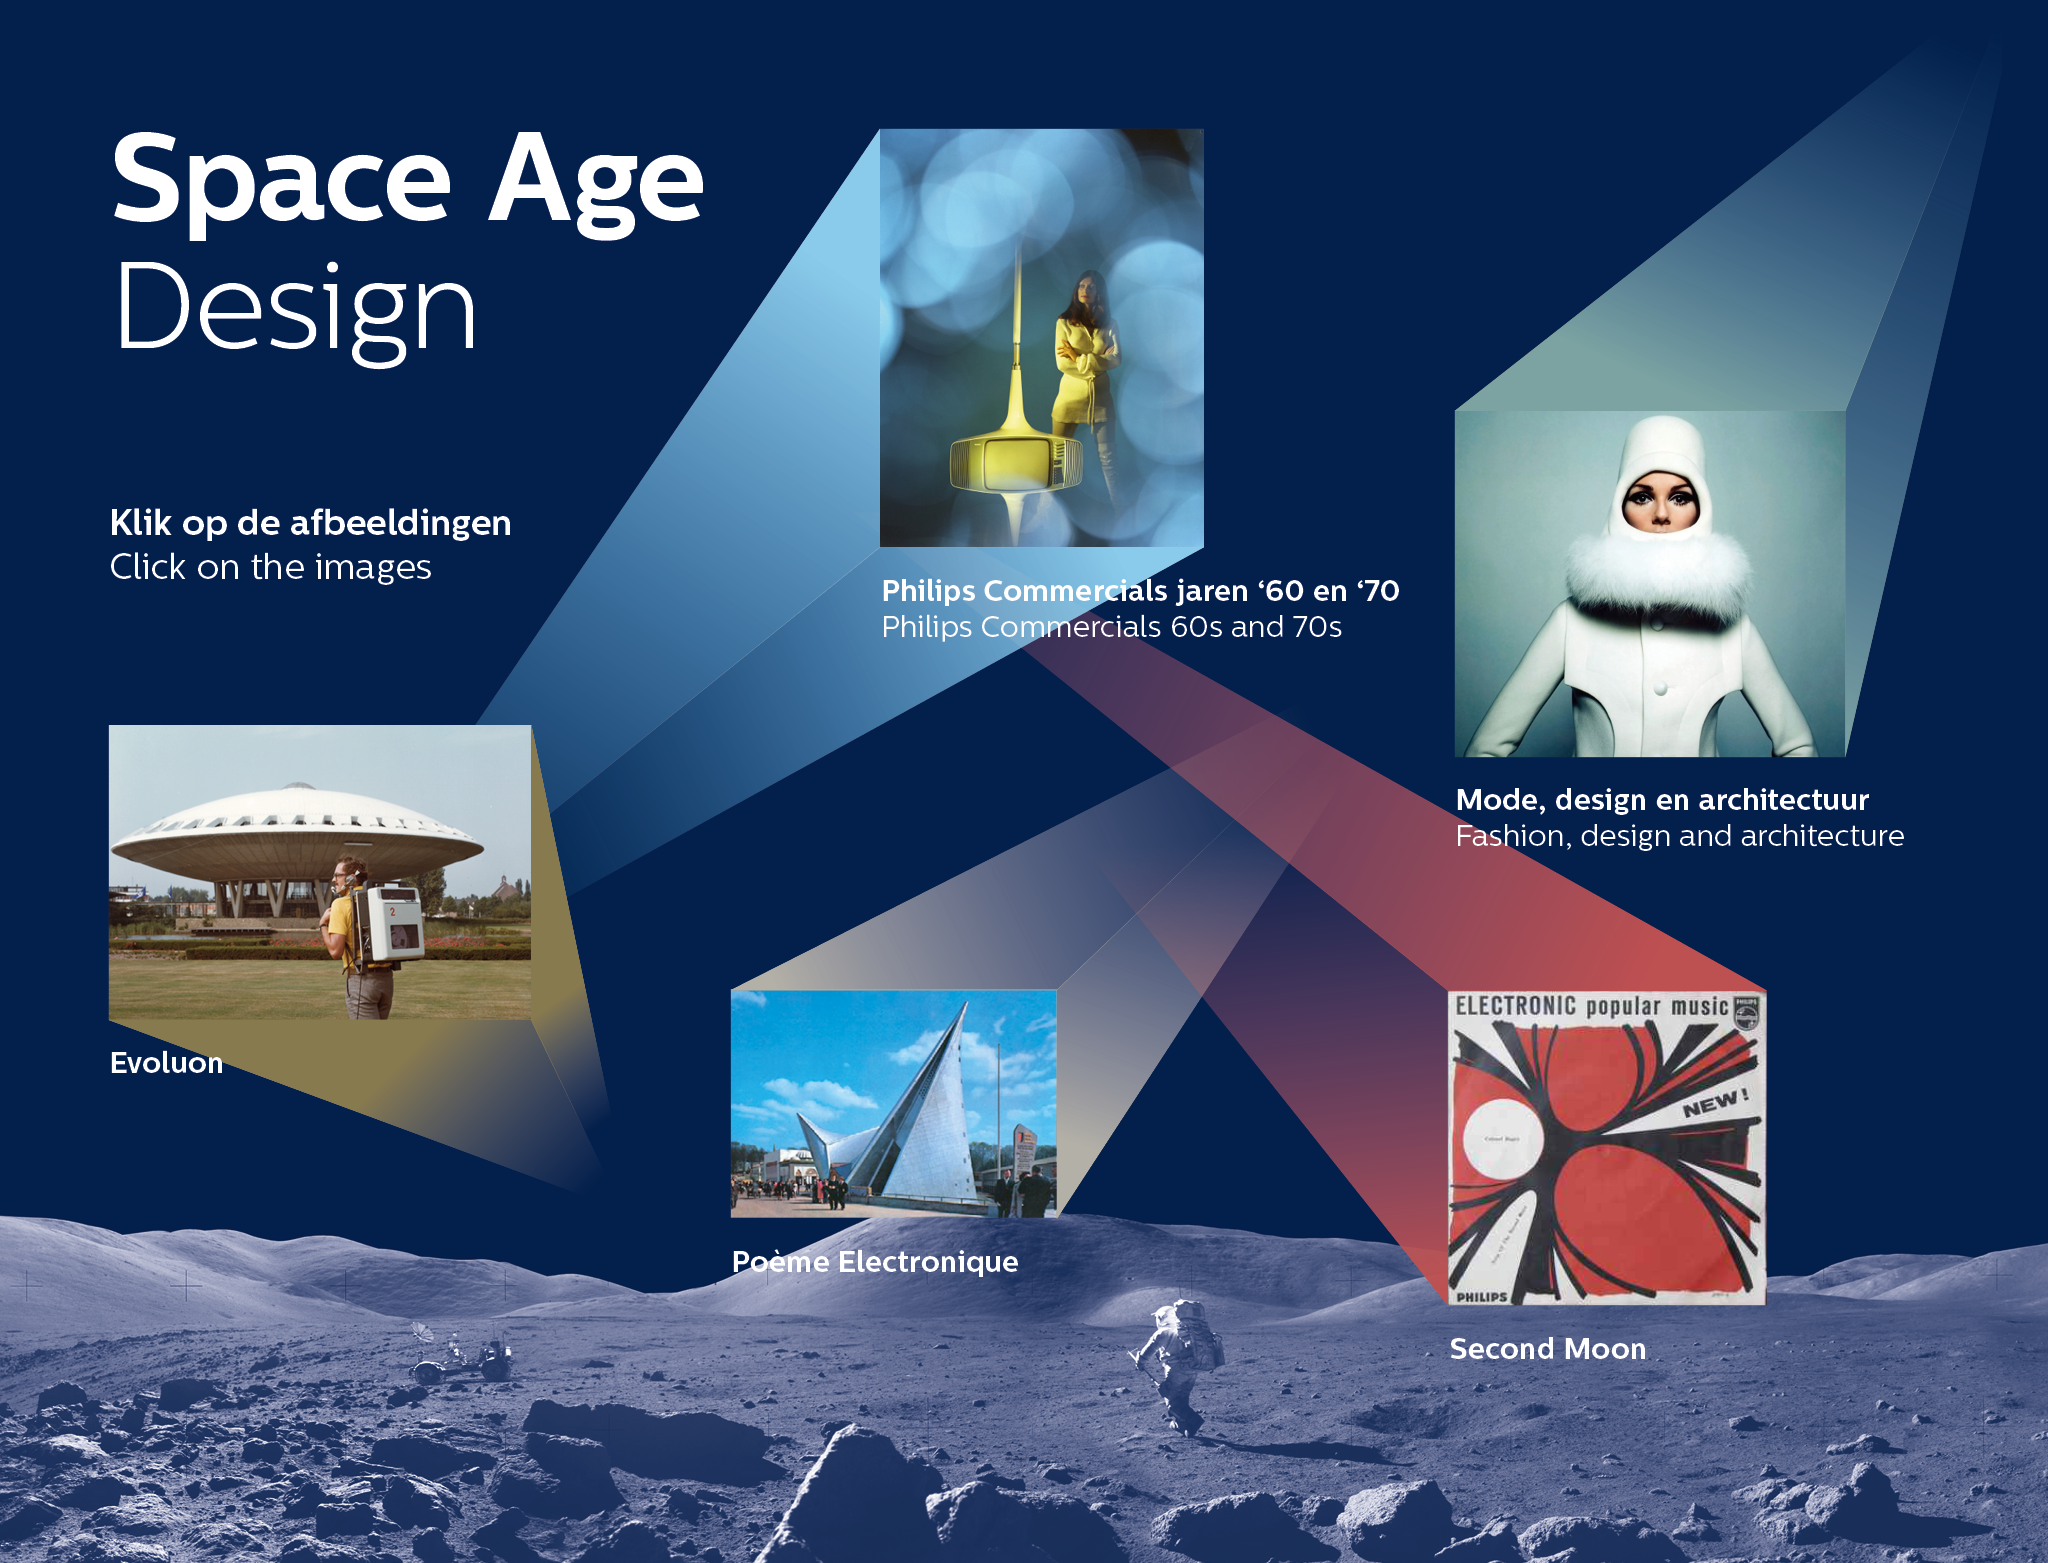 Space Age
Design
Klik op de afbeeldingen
Click on the images
Philips Commercials jaren ‘60 en ‘70
Philips Commercials 60s and 70s
Mode, design en architectuur
Fashion, design and architecture
2
Evoluon
Poème Electronique
ELECTRONIC popular music
PHILIPS
NEW!
PHILIPS
Second Moon